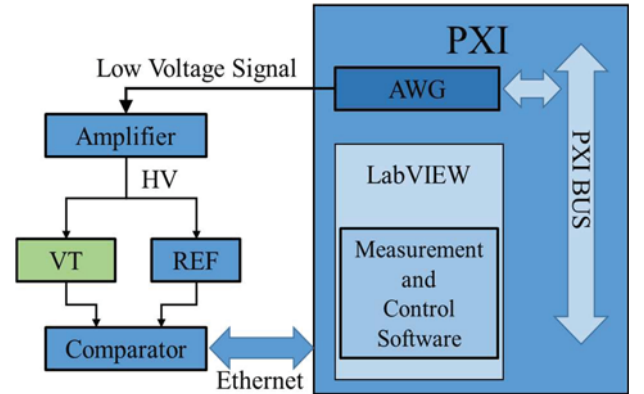 PXI
Low Voltage Signal
AWG
Amplifier
PXI BUS
LabVIEW
HV
VT
REF
Measurement
and
Control
Software
Comparator
Ethernet